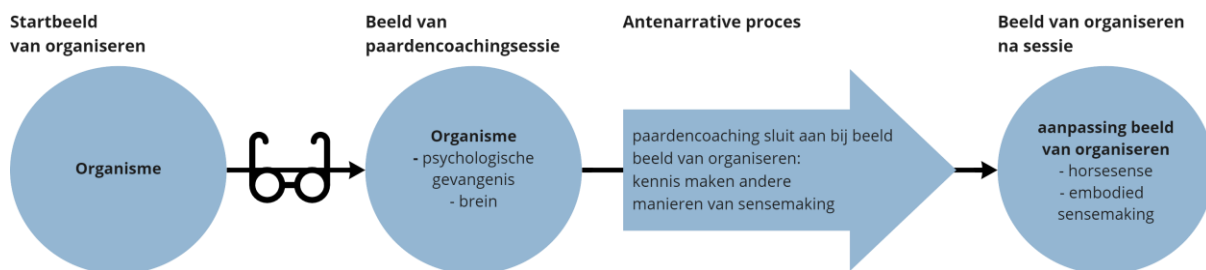 Startbeeld
van organiseren
Organisme
Beeld van
paardencoachingsessie
Organisme
- psychologische
gevangenis
- brein
Antenarrative proces
paardencoaching sluit aan bij beeld
beeld van organiseren:
kennis maken andere
manieren van sensemaking
Beeld van organiseren
na sessie
aanpassing beeld
van organiseren
- horsesense
- embodied
sensemaking